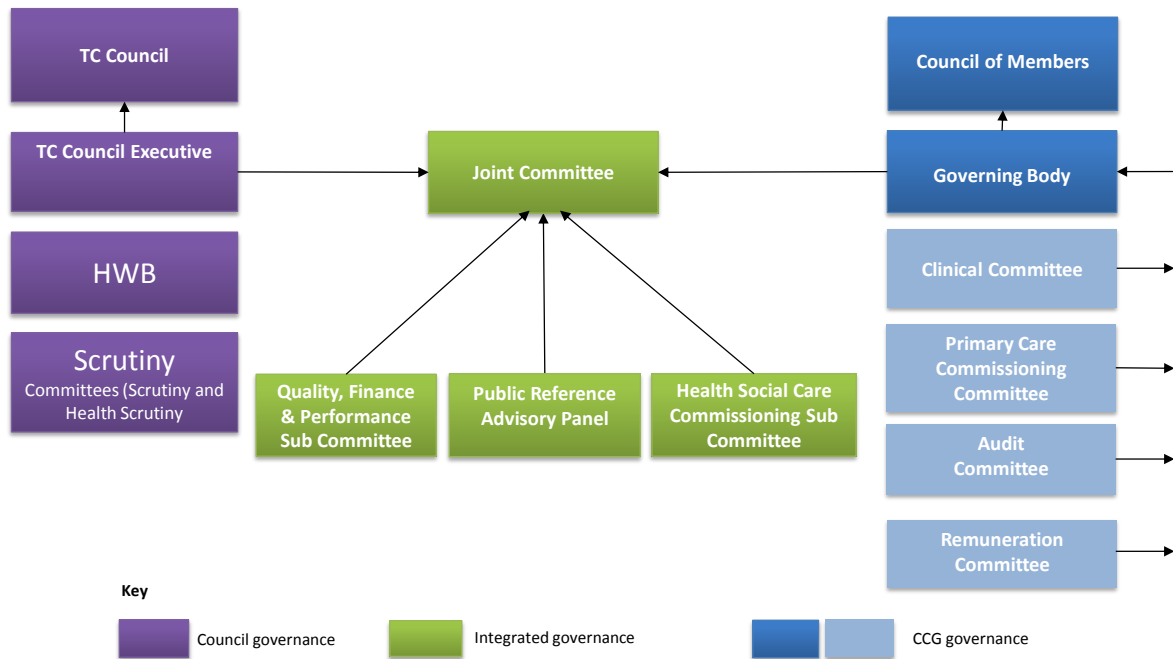 TC Council
TC Council Executive
HWB
Scrutiny
Committees (Scrutiny and
Health Scrutiny
Joint Committee
Quality, Finance
& Performance
Sub Committee
Public Reference
Advisory Panel
Health Social Care
Commissioning Sub
Committee
Council of Members
Governing Body
Clinical Committee
Primary Care
Commissioning
Committee
Audit
Committee
Remuneration
Committee
Key
Council governance
Integrated governance
CCG governance